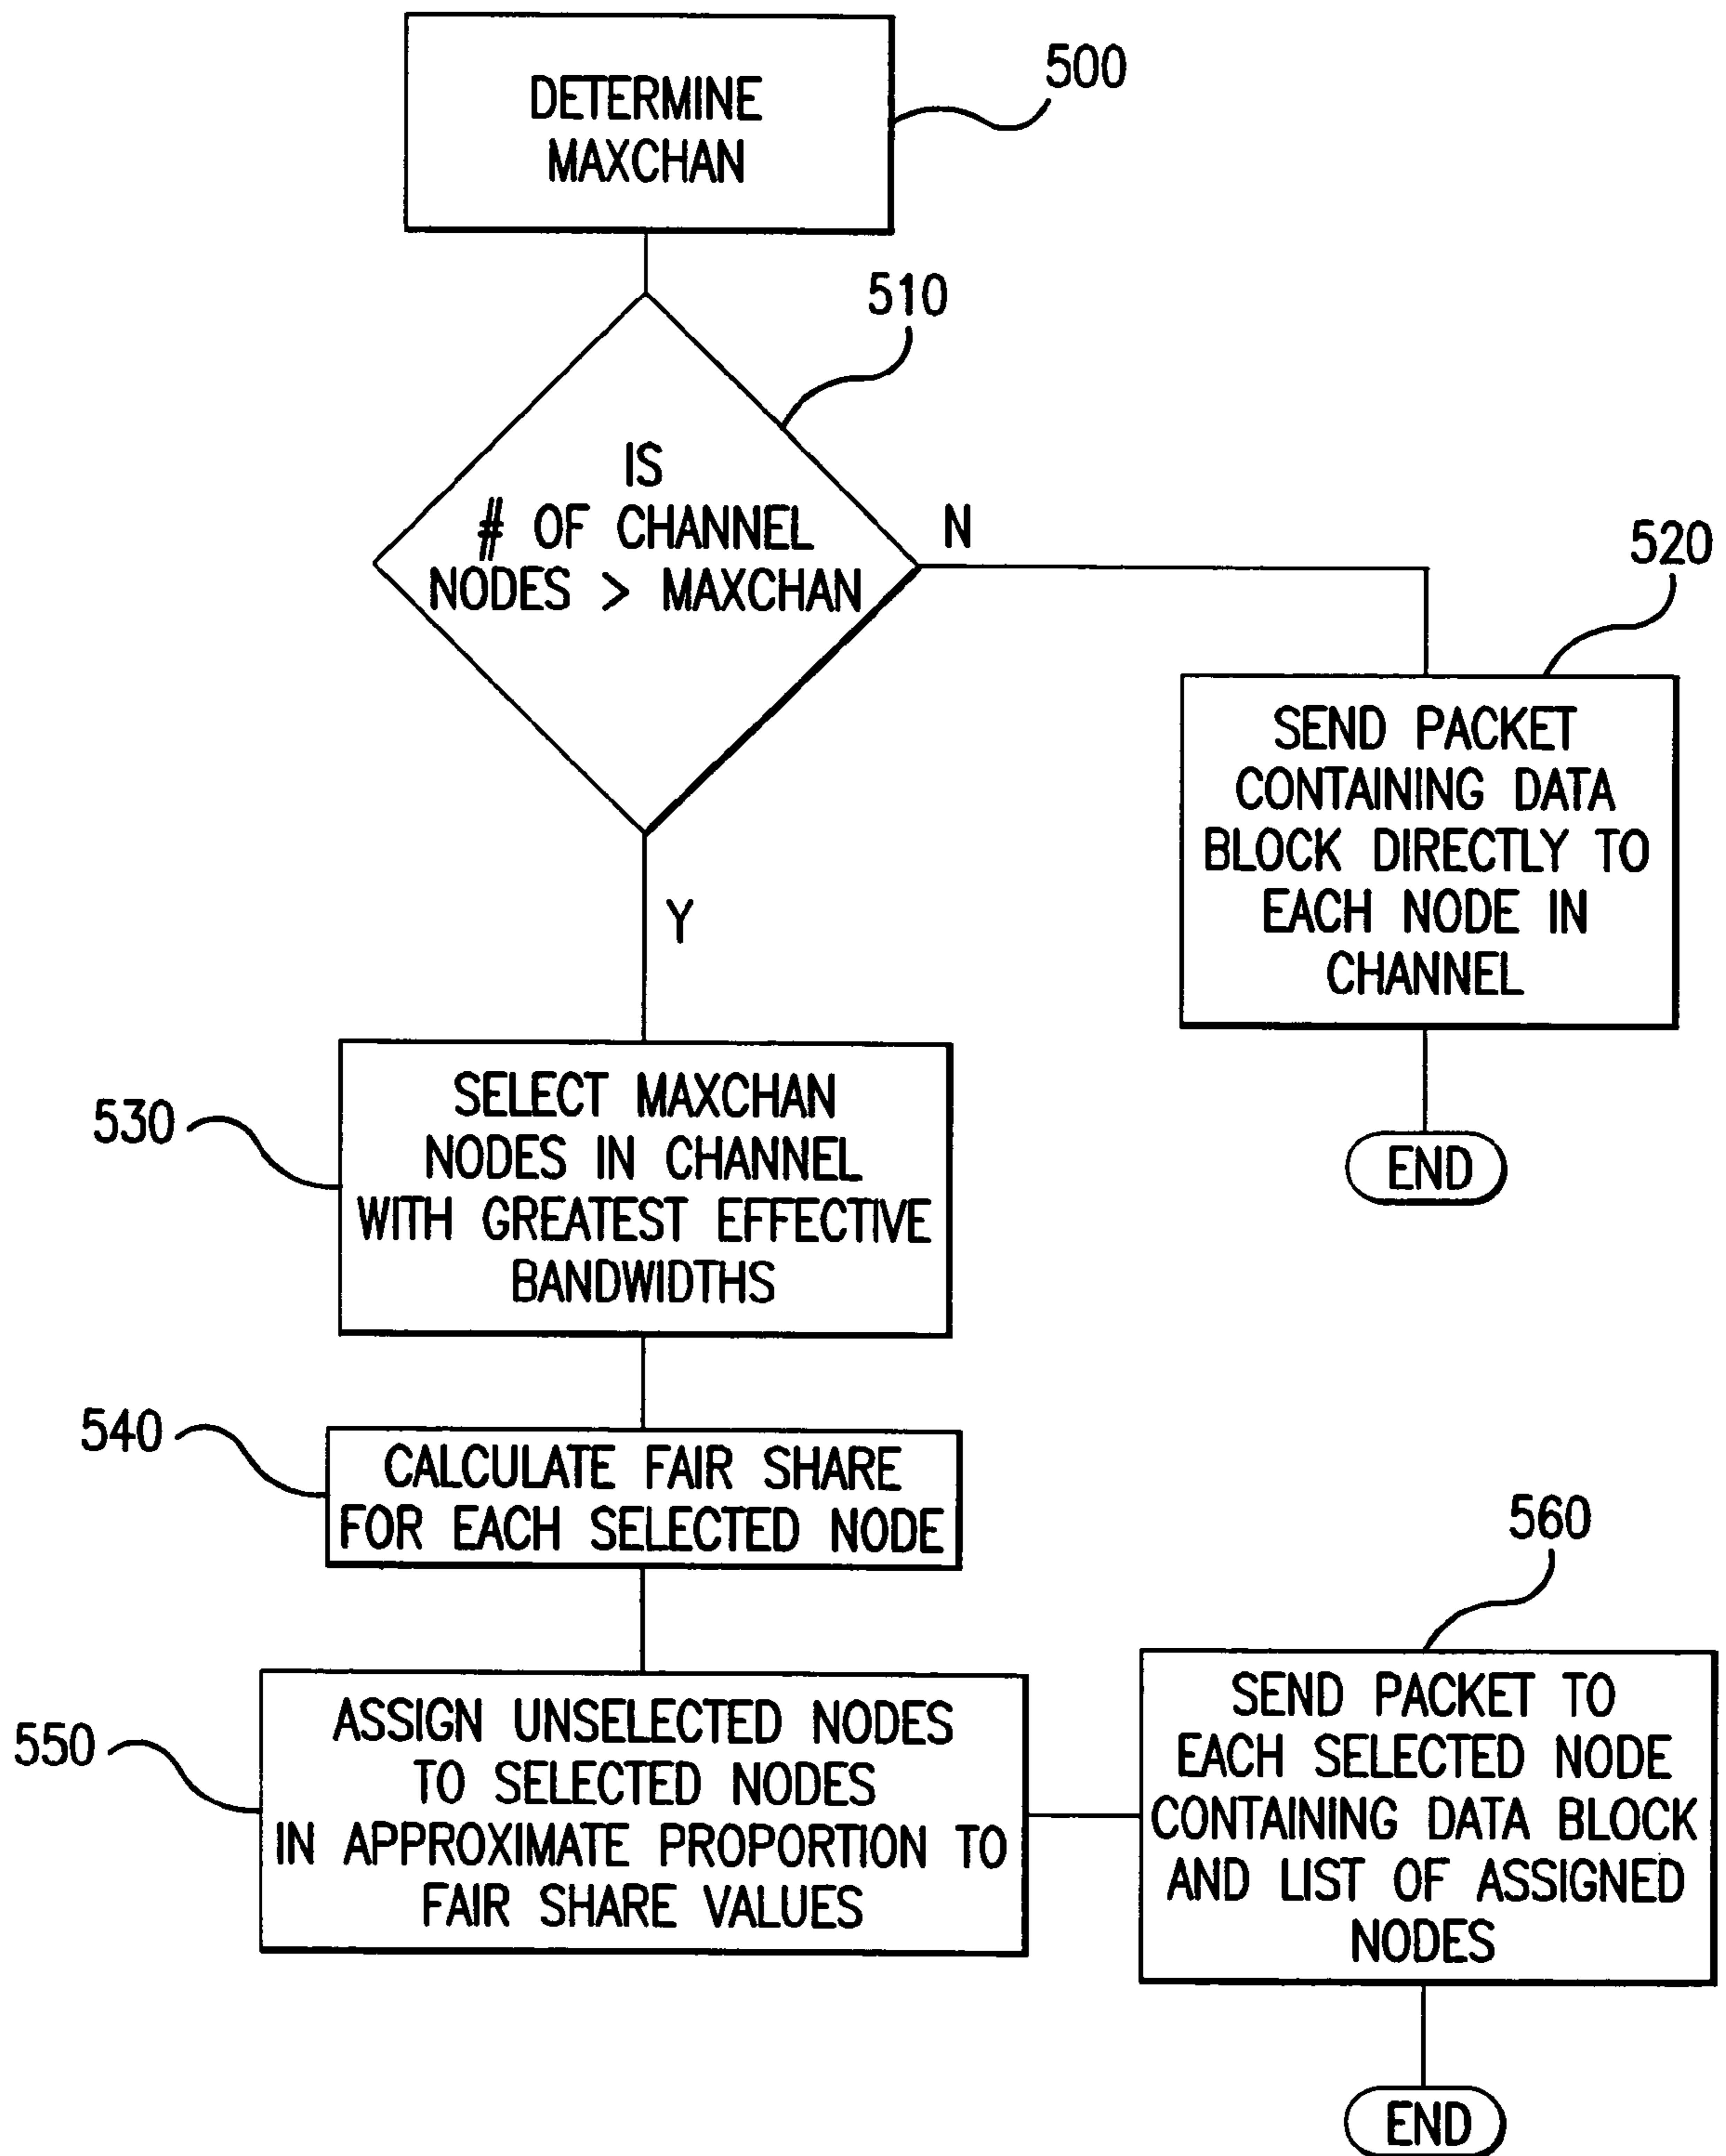 DETERMINE
MAXCHAN
500
510
IS
# OF CHANNEL
NODES > MAXCHAN
N
520
SEND PACKET
CONTAINING DATA
BLOCK DIRECTLY TO
EACH NODE IN
CHANNEL
END
Y
530
SELECT MAXCHAN
NODES IN CHANNEL
WITH GREATEST EFFECTIVE
BANDWIDTHS
540
CALCULATE FAIR SHARE
FOR EACH SELECTED NODE
550
ASSIGN UNSELECTED NODES
TO SELECTED NODES
IN APPROXIMATE PROPORTION TO
FAIR SHARE VALUES
560
SEND PACKET TO
EACH SELECTED NODE
CONTAINING DATA BLOCK
AND LIST OF ASSIGNED
NODES
END